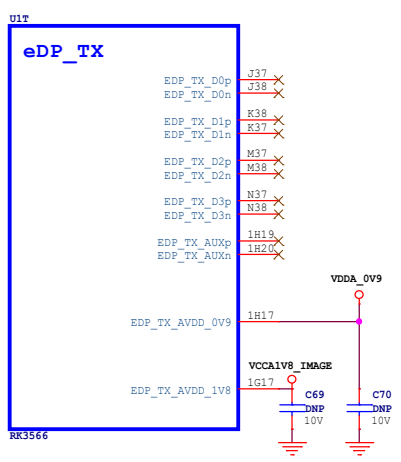 U1T
eDP_TX
EDP_TX_D0p J37
EDP_TX_D0n J38
EDP_TX_D1p K38
EDP_TX_D1n K37
EDP_TX_D2p M37
EDP_TX_D2n M38
EDP_TX_D3p N37
EDP_TX_D3n N38
EDP_TX_AUXp 1H19
EDP_TX_AUXn 1H20
VDDA_0V9
EDP_TX_AVDD_0V9 1H17
VCCA1V8_IMAGE
EDP_TX_AVDD_1V8 1G17
C69 C70
DNP DNP
10V 10V
RK3566